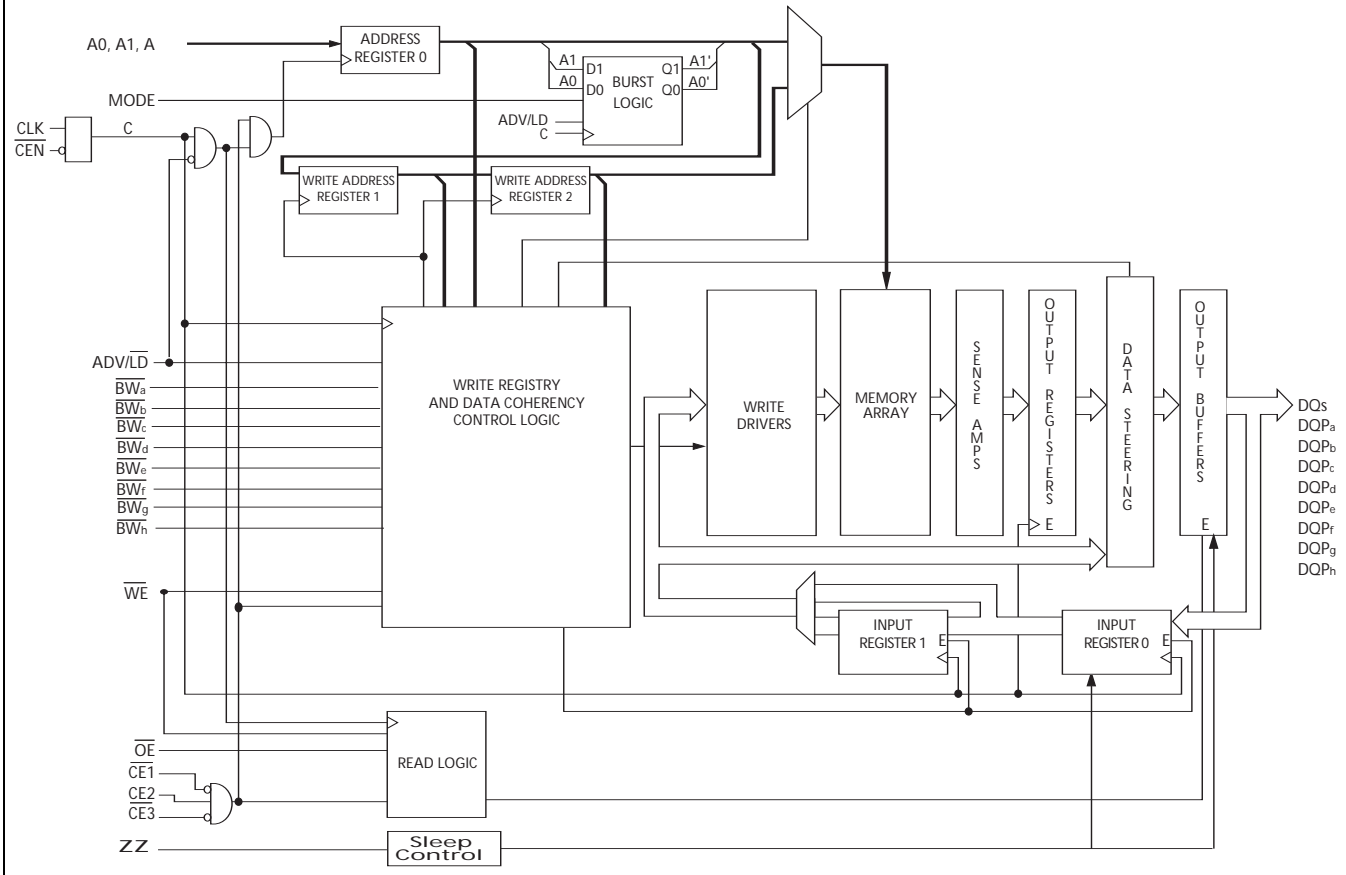 A0, A1, A
ADDRESS
REGISTER 0
A1
A0
D1
D0
BURST
LOGIC
Q1
Q0
A1'
A0'
MODE
ADV/LD
C
CLK
CEN
C
WRITE ADDRESS
REGISTER 1
WRITE ADDRESS
REGISTER 2
ADV/LD
BWa
BWb
BWc
BWd
BWe
BWf
BWg
BWh
WE
WRITE REGISTRY
AND DATA COHERENCY
CONTROL LOGIC
WRITE
DRIVERS
MEMORY
ARRAY
SENSE AMPS
OUTPUT REGISTERS
E
DATA STEERING
OUTPUT BUFFERS
E
DQs
DQPa
DQPb
DQPc
DQPd
DQPe
DQPf
DQPg
DQPh
INPUT
REGISTER 1
E
INPUT
REGISTER 0
E
OE
CE1
CE2
CE3
READ LOGIC
ZZ
Sleep
Control